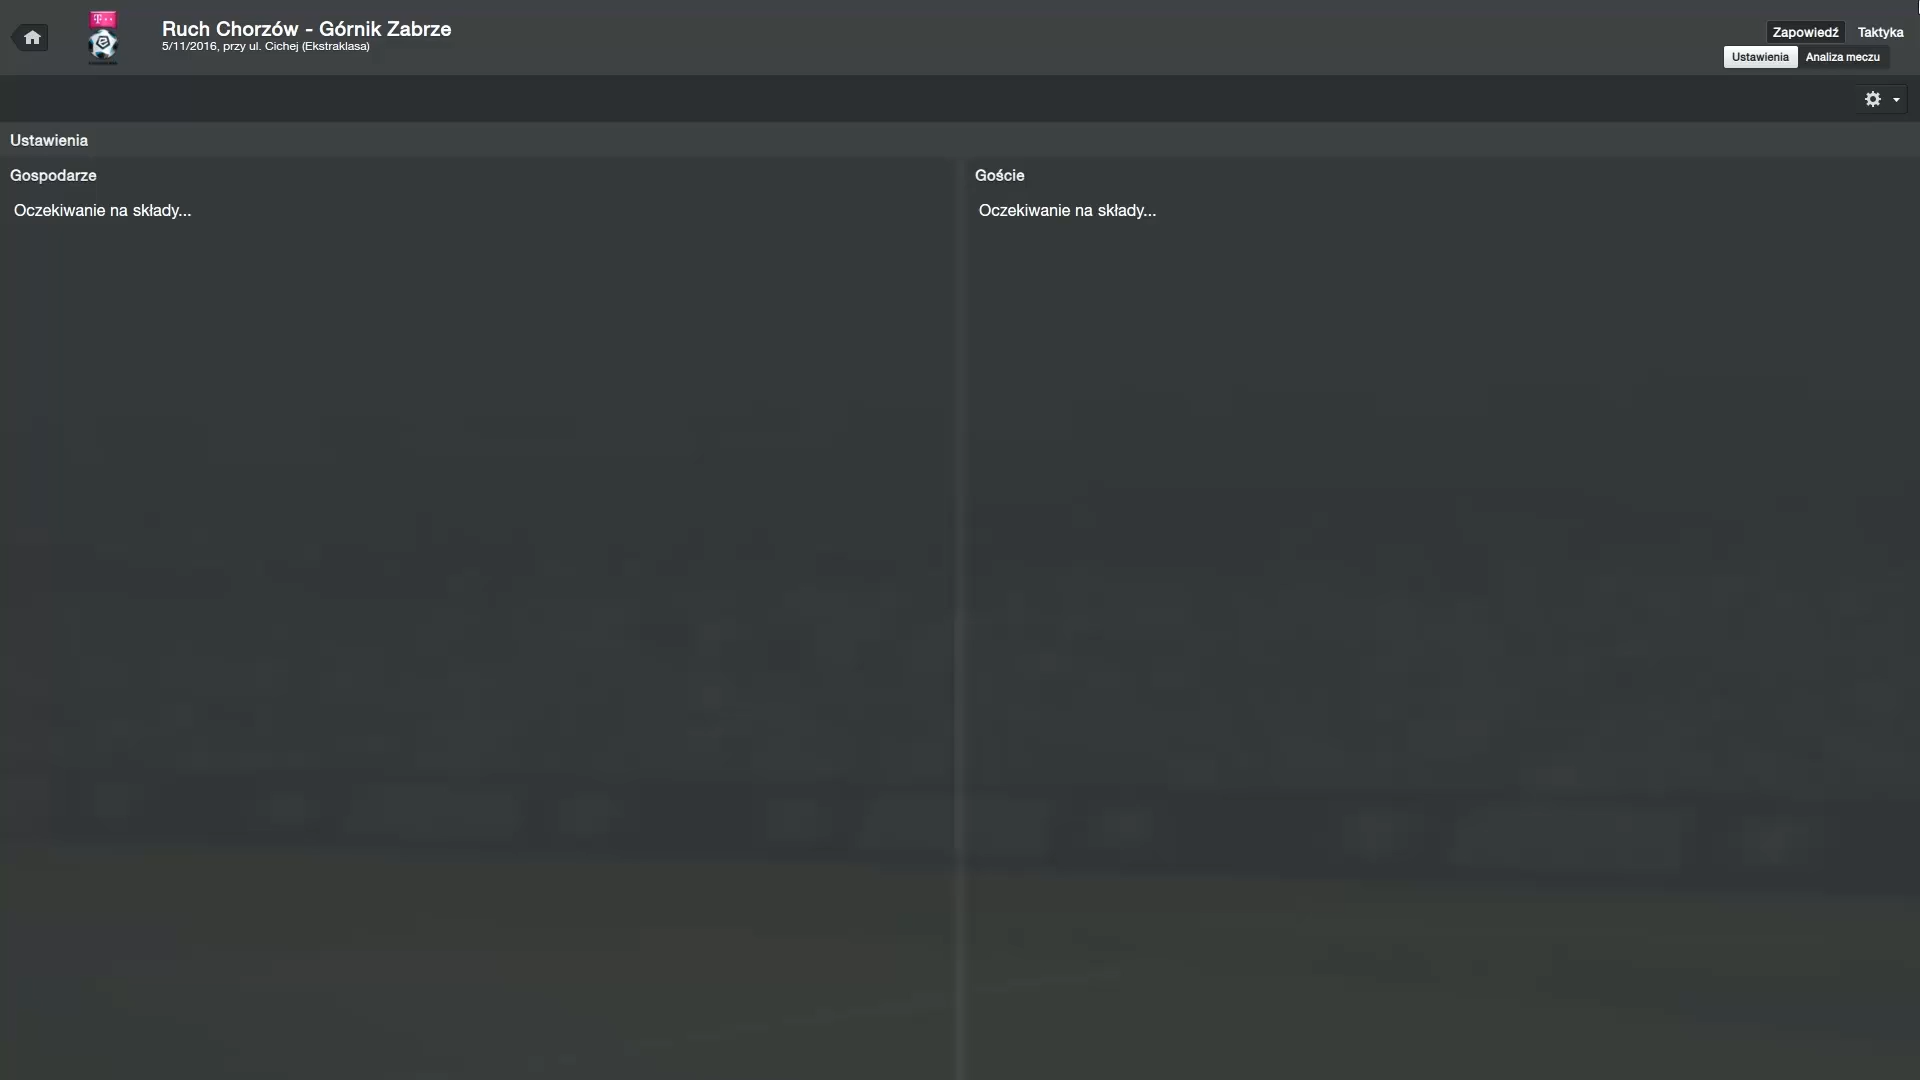 Ruch Chorzów - Górnik Zabrze
5/11/2016, przy ul. Cichej (Ekstraklasa)
Zapowiedź Taktyka
Ustawienia Analiza meczu
Ustawienia
Gospodarze
Oczekiwanie na składy...
Goście
Oczekiwanie na składy...